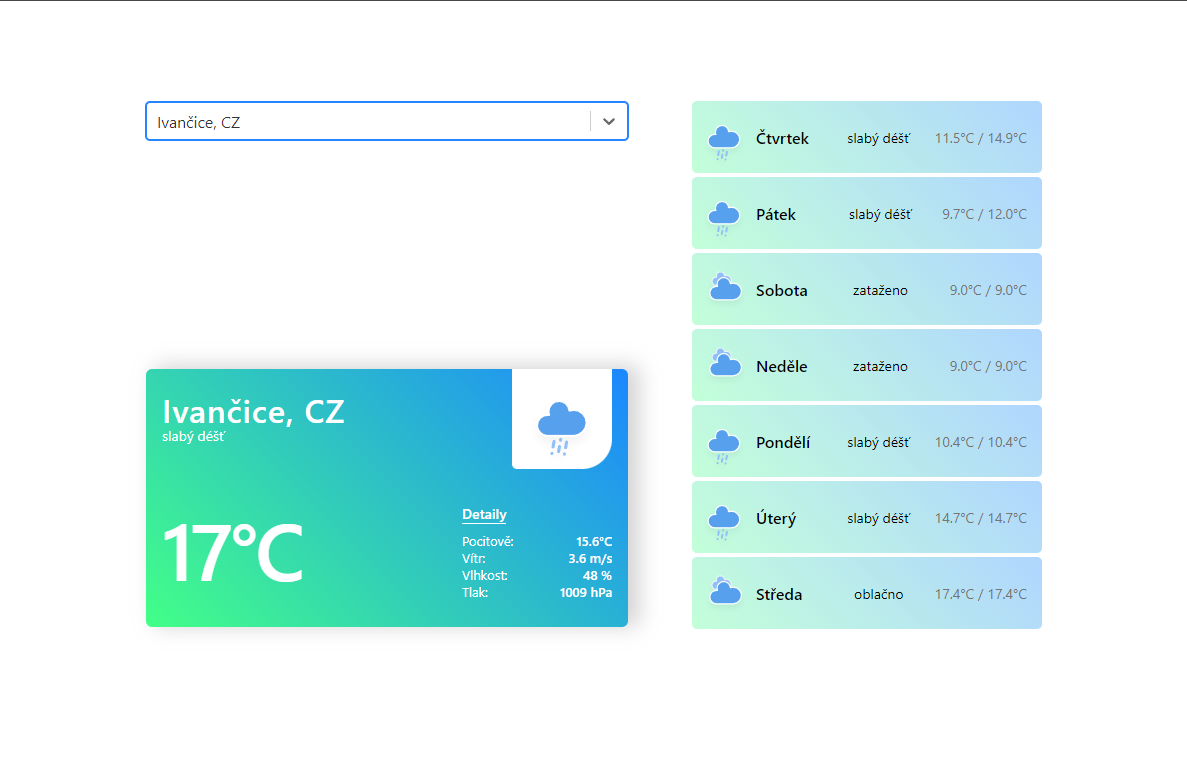 Ivančice, CZ
Ivančice, CZ
slabý déšť
17°C
Detaily
Pocitově: 15.6°C
Vítr: 3.6 m/s
Vlhkost: 48 %
Tlak: 1009 hPa
Čtvrtek slabý déšť 11.5°C / 14.9°C
Pátek slabý déšť 9.7°C / 12.0°C
Sobota zataženo 9.0°C / 9.0°C
Neděle zataženo 9.0°C / 9.0°C
Pondělí slabý déšť 10.4°C / 10.4°C
Úterý slabý déšť 14.7°C / 14.7°C
Středa oblačno 17.4°C / 17.4°C